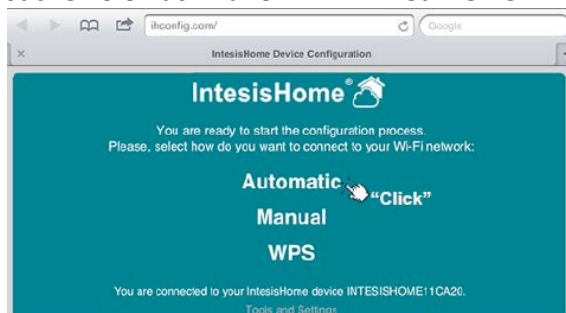 ihconfig.com/
Google
IntesisHome Device Configuration
IntesisHome®
You are ready to start the configuration process.
Please, select how do you want to connect to your Wi-Fi network:
Automatic
"Click"
Manual
WPS
You are connected to your IntesisHome device INTESISHOME11CA20.
Tools and Settings